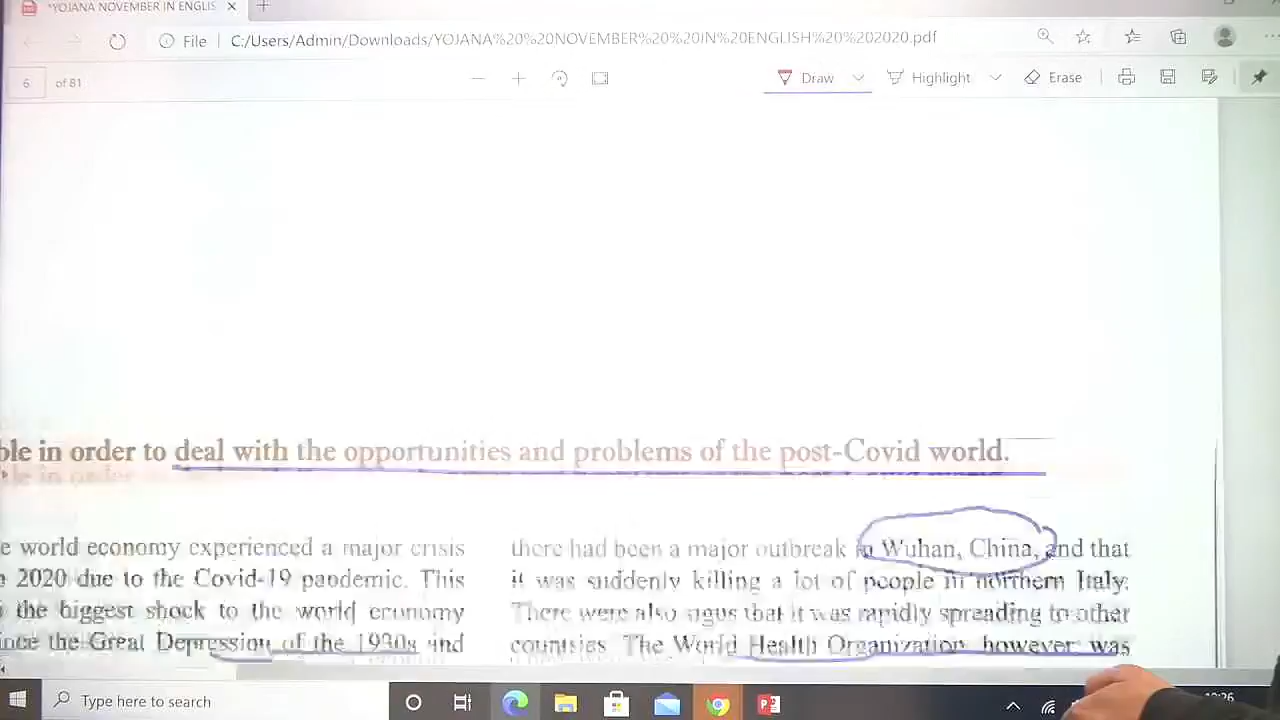 *YOJANA NOVEMBER IN ENGLIS
File C:/Users/Admin/Downloads/YOJANA%20%20NOVEMBER%20%20IN%20ENGLISH%20%202020.pdf
6 of 81
Draw Highlight Erase
ble in order to deal with the opportunities and problems of the post-Covid world.
e world economy experienced a major crisis
2020 due to the Covid-19 pandemic. This
the biggest shock to the world economy
the Great Depression of the 1930s and
there had been a major outbreak in Wuhan, China, and that
it was suddenly killing a lot of people in northern Italy.
There were also signs that it was rapidly spreading to other
countries. The World Health Organization however was
Type here to search